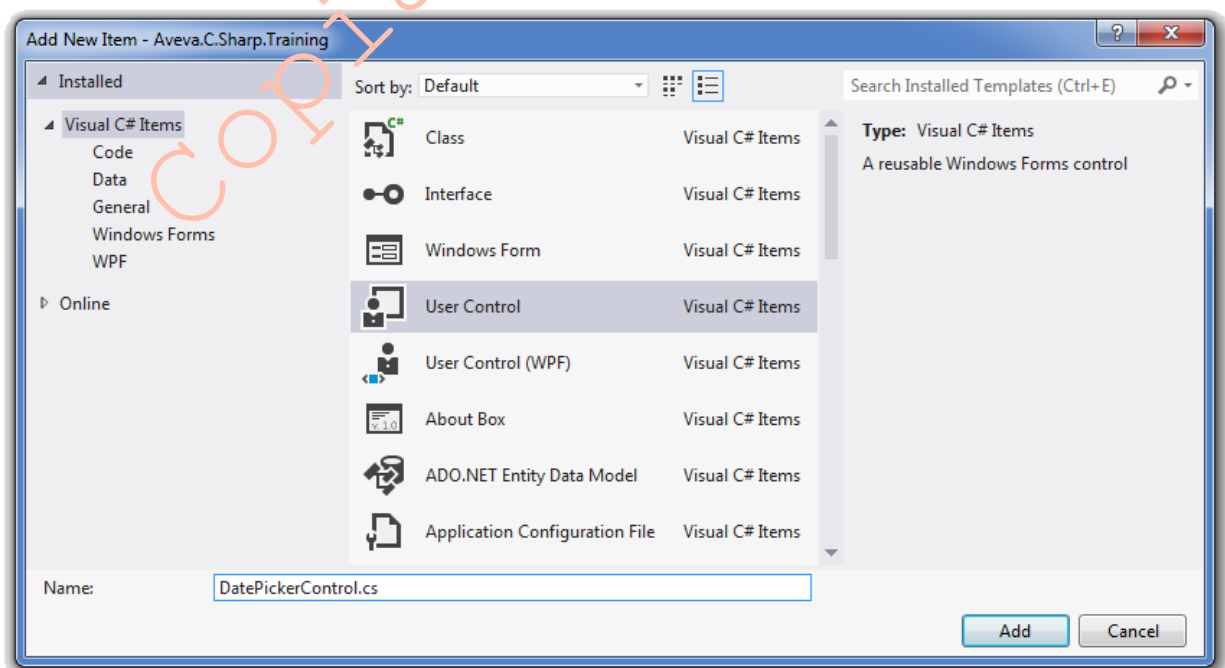 Add New Item - Aveva.C.Sharp.Training
Installed
Sort by: Default
Search Installed Templates (Ctrl+E)
Visual C# Items
Code
Data
General
Windows Forms
WPF
Online
C#
Class Visual C# Items
Interface Visual C# Items
Windows Form Visual C# Items
User Control Visual C# Items
User Control (WPF) Visual C# Items
v. 1.0
About Box Visual C# Items
ADO.NET Entity Data Model Visual C# Items
Application Configuration File Visual C# Items
Type: Visual C# Items
A reusable Windows Forms control
Name: DatePickerControl.cs
Add Cancel